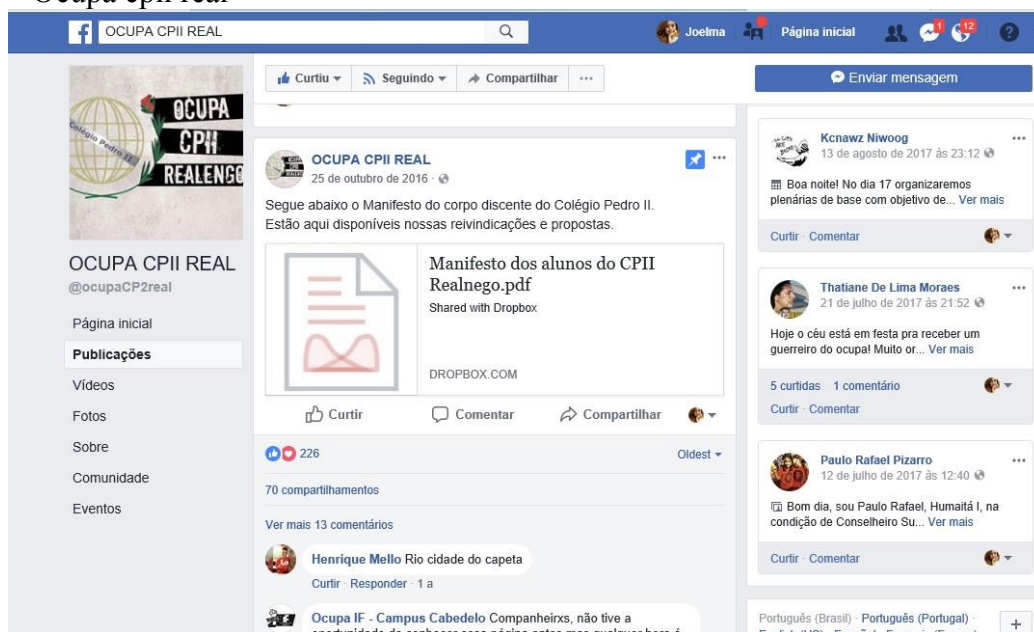 Ocupa cpii real
OCUPA CPII REAL
Joelma
Página inicial
1
12
OCUPA
CPII
REALENGO
Colégio Pedro II
OCUPA CPII REAL
@ocupaCP2real
Página inicial
Publicações
Vídeos
Fotos
Sobre
Comunidade
Eventos
Curtiu
Seguindo
Compartilhar
OCUPA CPII REAL
25 de outubro de 2016
Segue abaixo o Manifesto do corpo discente do Colégio Pedro II.
Estão aqui disponíveis nossas reivindicações e propostas.
Manifesto dos alunos do CPII
Realnego.pdf
Shared with Dropbox
DROPBOX.COM
Curtir
Comentar
Compartilhar
226
Oldest
70 compartilhamentos
Ver mais 13 comentários
Henrique Mello Rio cidade do capeta
Curtir · Responder · 1 a
Ocupa IF - Campus Cabedelo Companheirxs, não tive a
Enviar mensagem
Kcnawz Niwoog
13 de agosto de 2017 às 23:12
Boa noite! No dia 17 organizaremos
plenárias de base com objetivo de... Ver mais
Curtir · Comentar
Thatiane De Lima Moraes
21 de julho de 2017 às 21:52
Hoje o céu está em festa pra receber um
guerreiro do ocupa! Muito or... Ver mais
5 curtidas 1 comentário
Curtir · Comentar
Paulo Rafael Pizarro
12 de julho de 2017 às 12:40
Bom dia, sou Paulo Rafael, Humaitá I, na
condição de Conselheiro Su... Ver mais
Curtir · Comentar
Português (Brasil) · Português (Portugal) ·